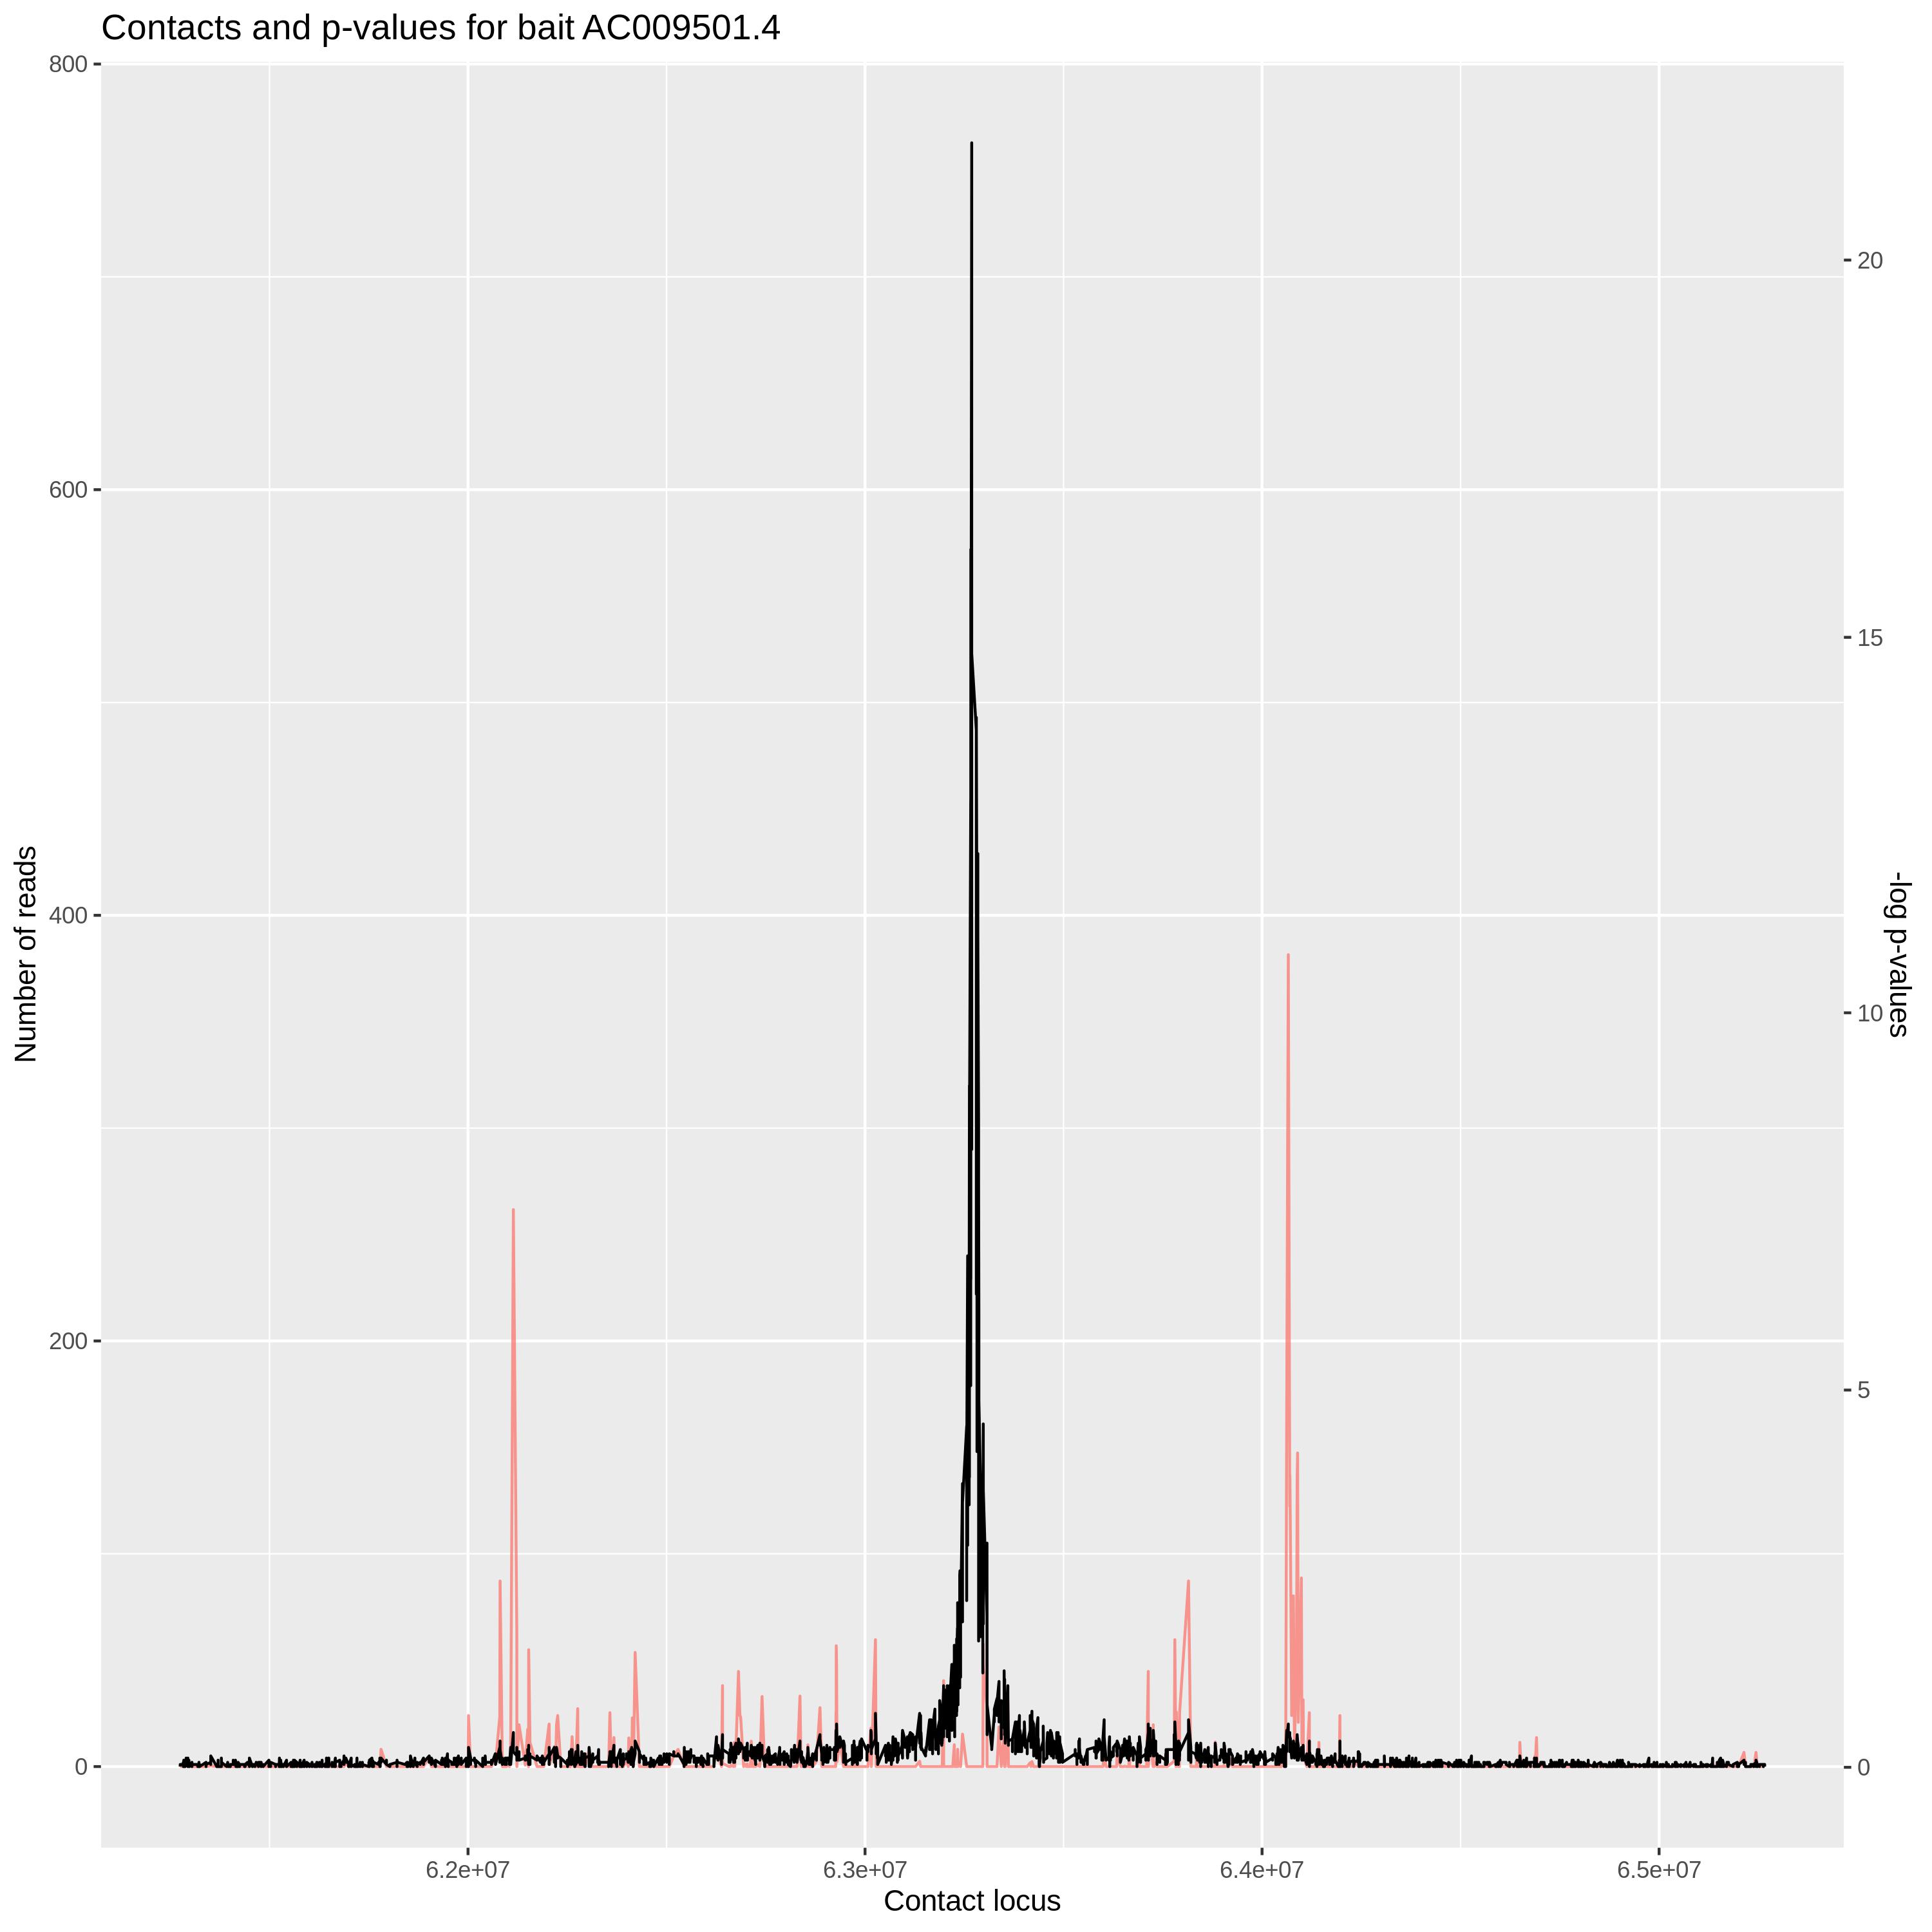 Contacts and p-values for bait AC009501.4
800
600
400
200
0
Number of reads
20
15
10
5
0
-log p-values
6.2e+07
6.3e+07
6.4e+07
6.5e+07
Contact locus